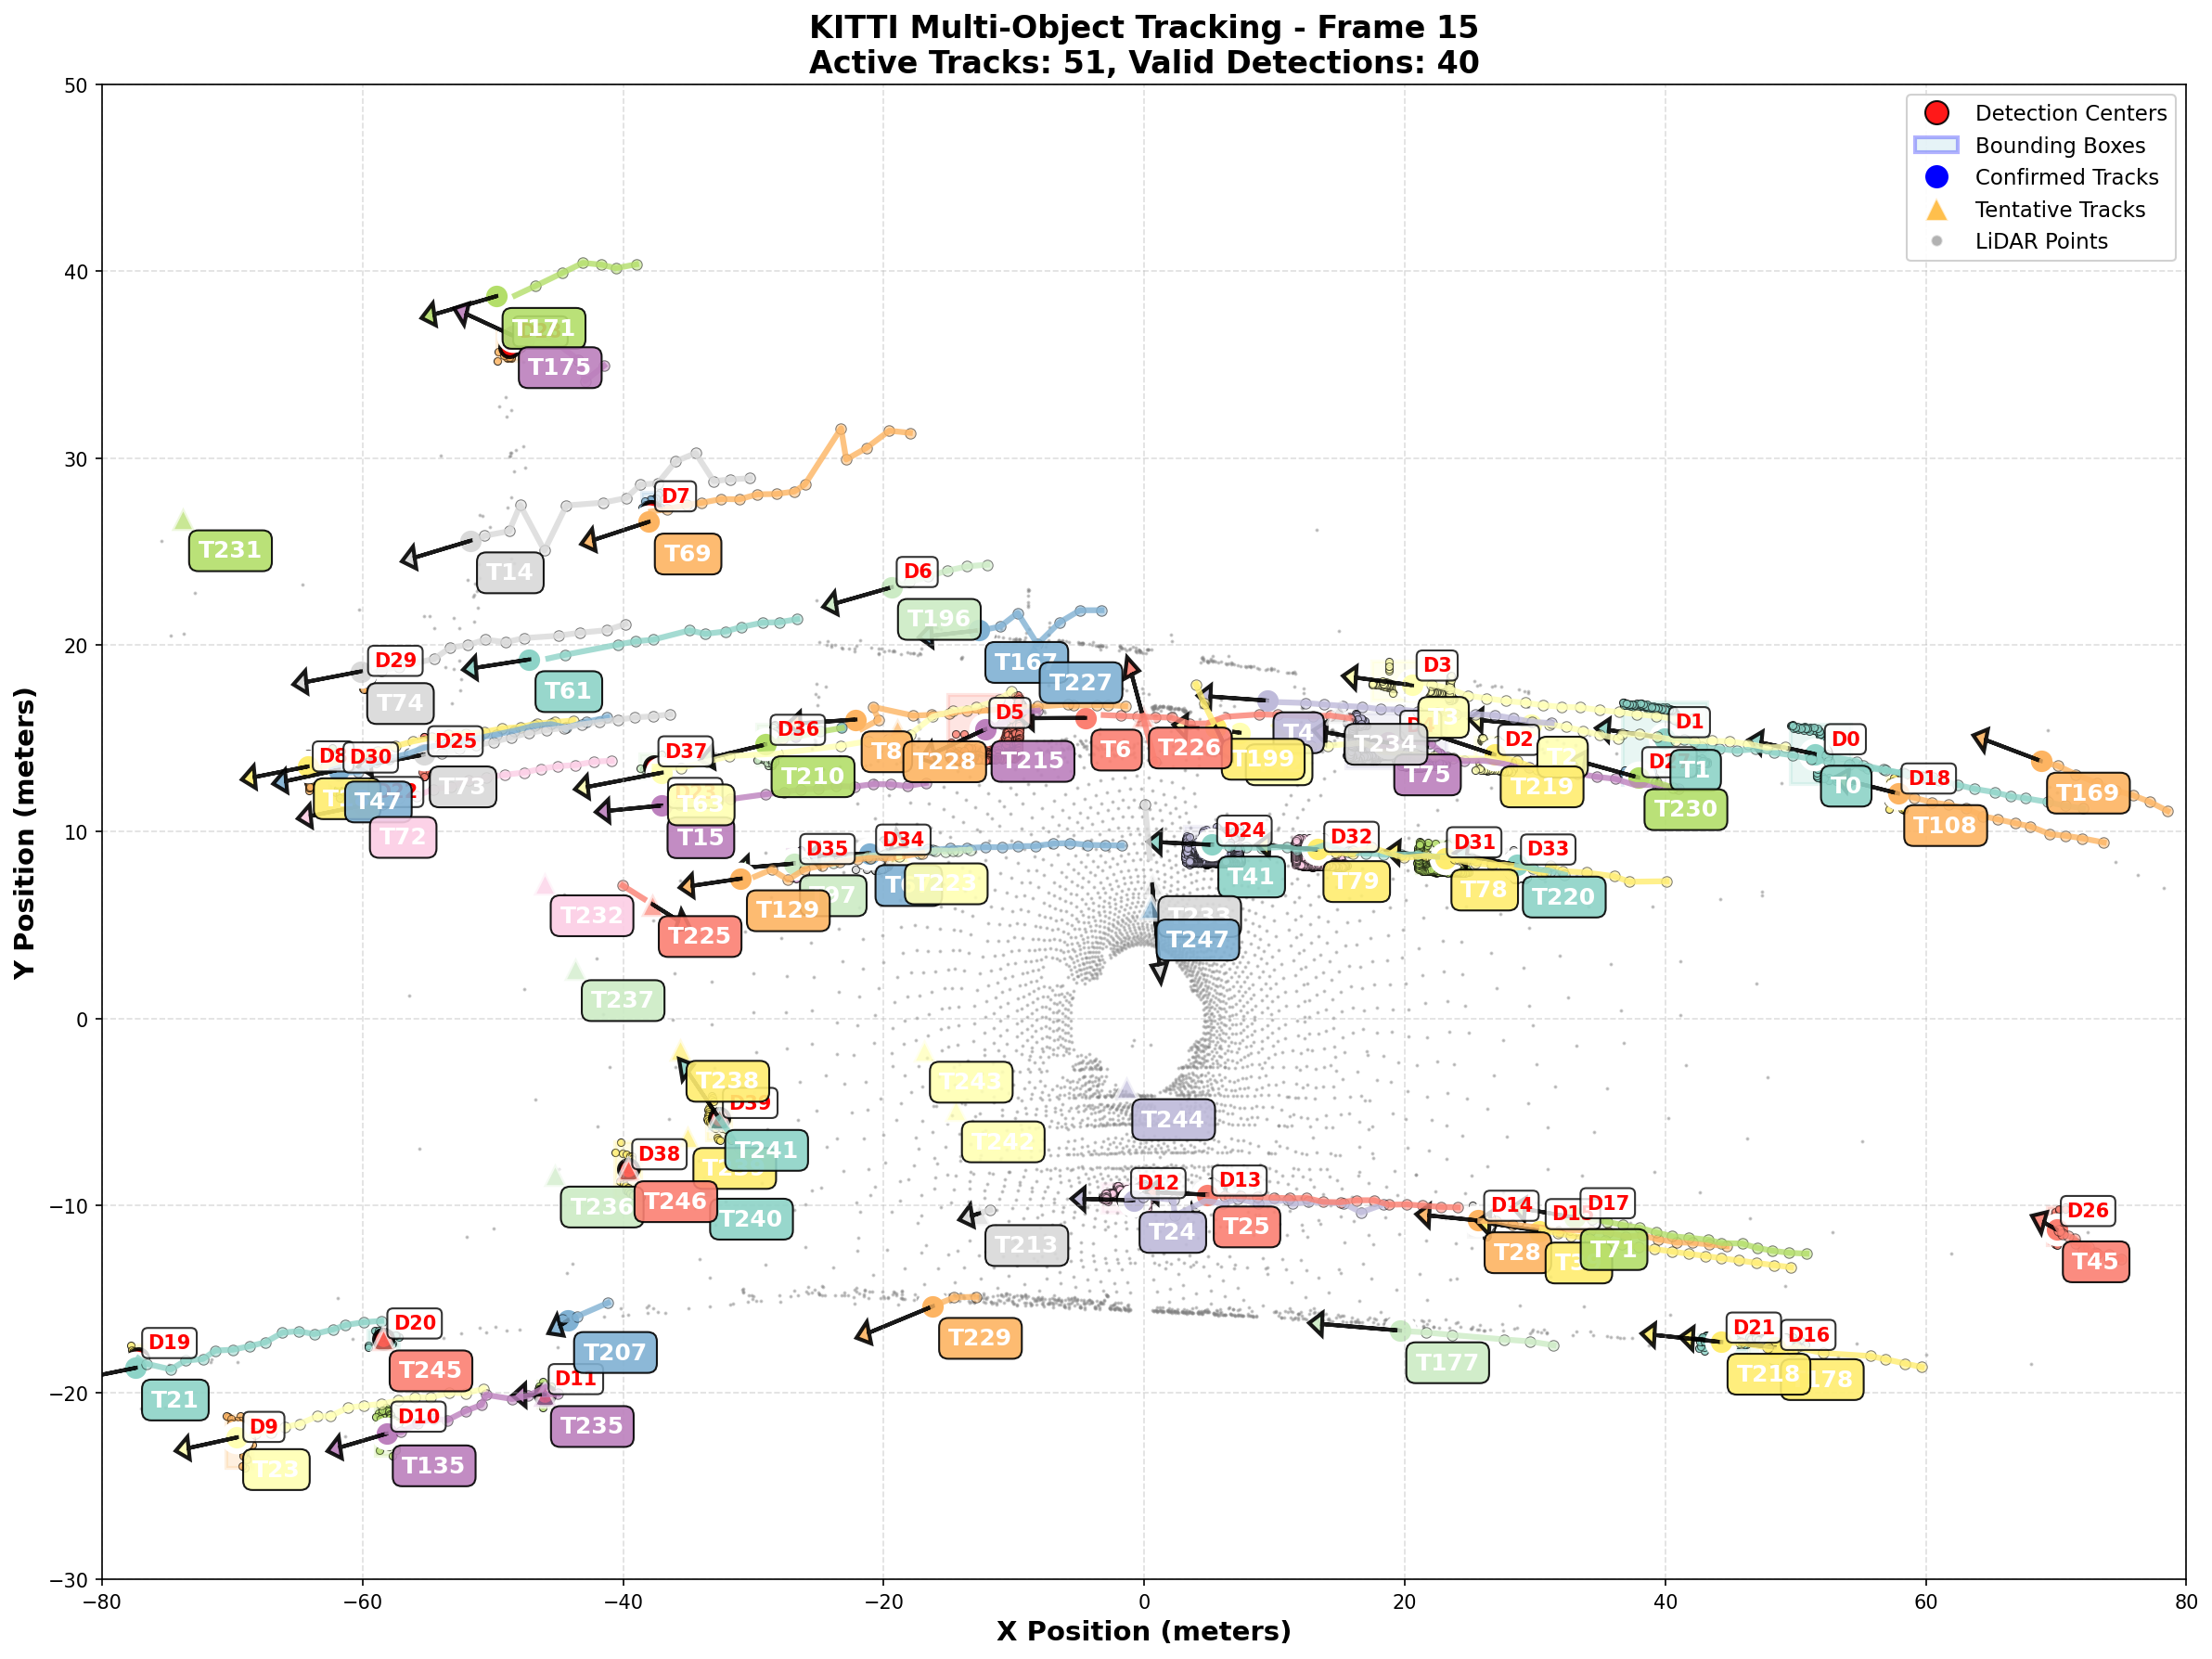 KITTI Multi-Object Tracking - Frame 15
Active Tracks: 51, Valid Detections: 40
Detection Centers
Bounding Boxes
Confirmed Tracks
Tentative Tracks
LiDAR Points
Y Position (meters)
50
40
30
20
10
0
−10
−20
−30
T171
T175
D7
T69
T14
T231
D6
T196
T167
T227
D29
T74
T61
D3
D5
D1
D0
D2
T4
T6
T226
T234
T8
T228
T215
T199
T75
T219
T1
T0
T230
D18
T108
T169
D36
T210
D37
T63
T15
D25
D30
T73
T47
T72
D35
D34
T129
T223
D24
T41
D32
T79
D31
T78
D33
T220
T232
T225
T233
T247
T237
T238
D39
T241
D38
T236
T246
T240
T243
T242
T244
D12
D13
T24
T25
T213
D14
D17
T28
T71
D26
T45
D19
T21
D20
T245
T207
D11
T235
D9
T23
D10
T135
T229
T177
D21
D16
T218
−80
−60
−40
−20
0
20
40
60
80
X Position (meters)